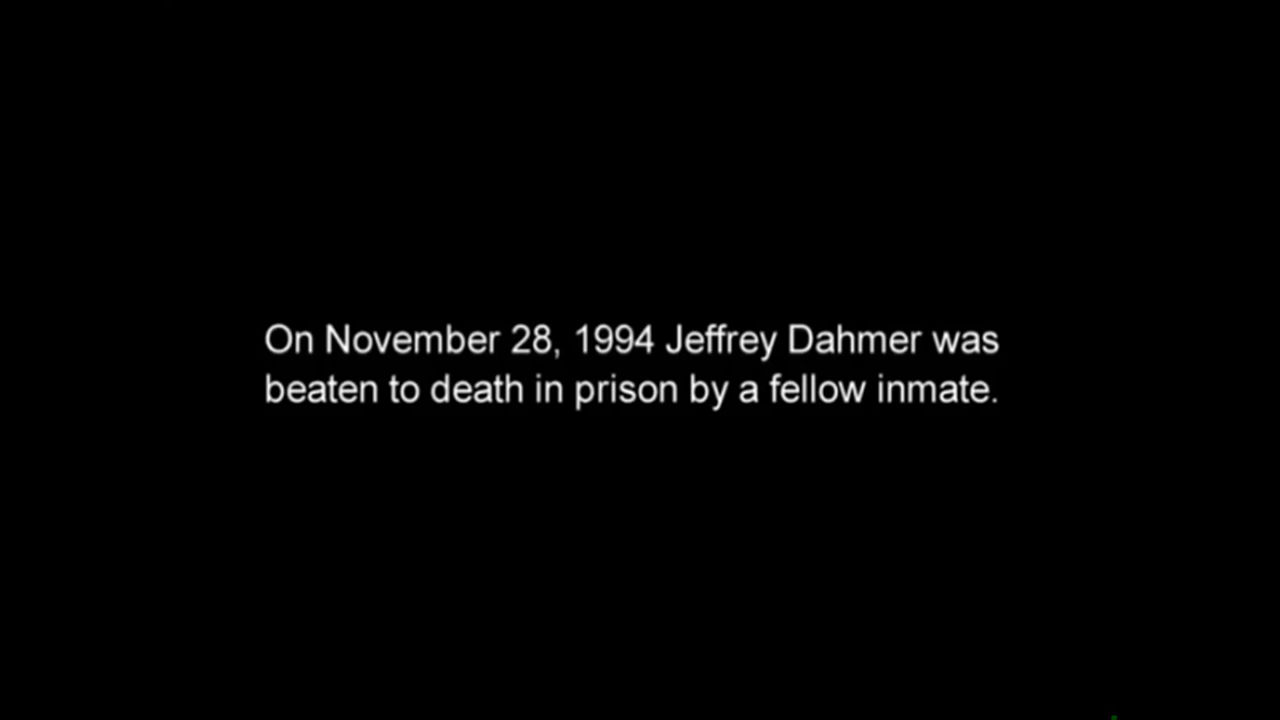 On November 28, 1994 Jeffrey Dahmer was
beaten to death in prison by a fellow inmate.